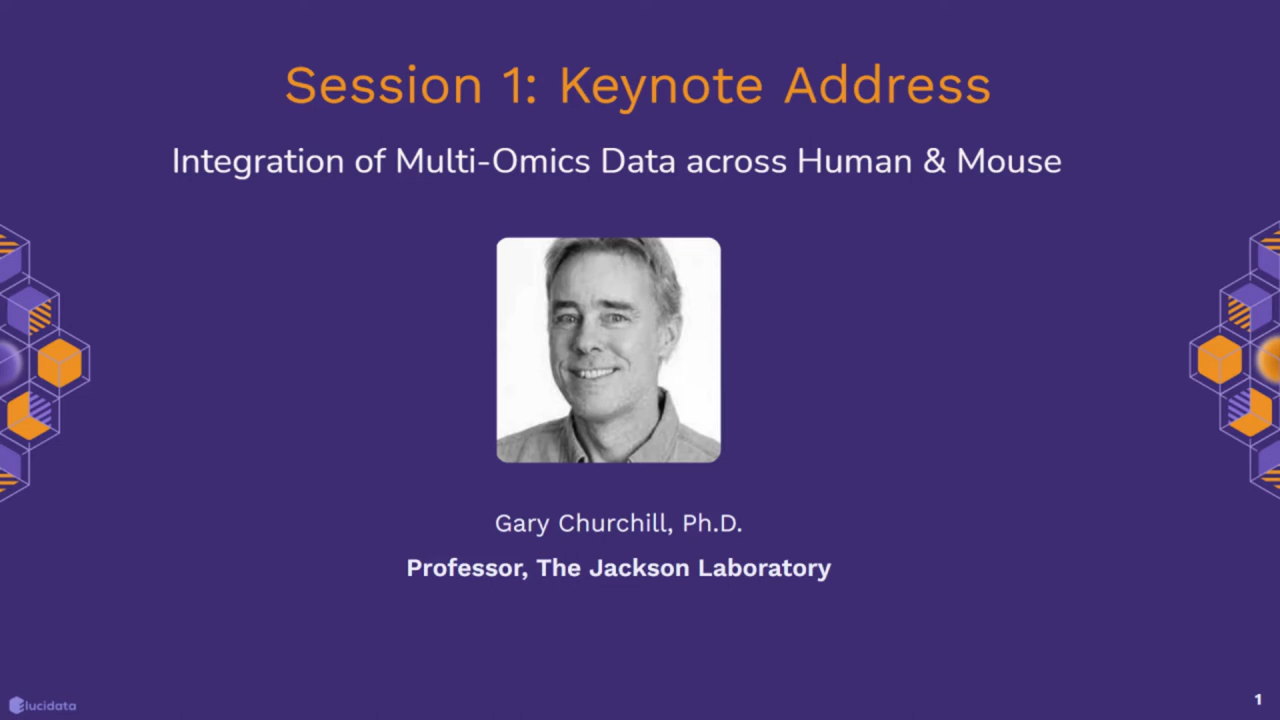 Session 1: Keynote Address
Integration of Multi-Omics Data across Human & Mouse
Gary Churchill, Ph.D.
Professor, The Jackson Laboratory
Elucidata
1